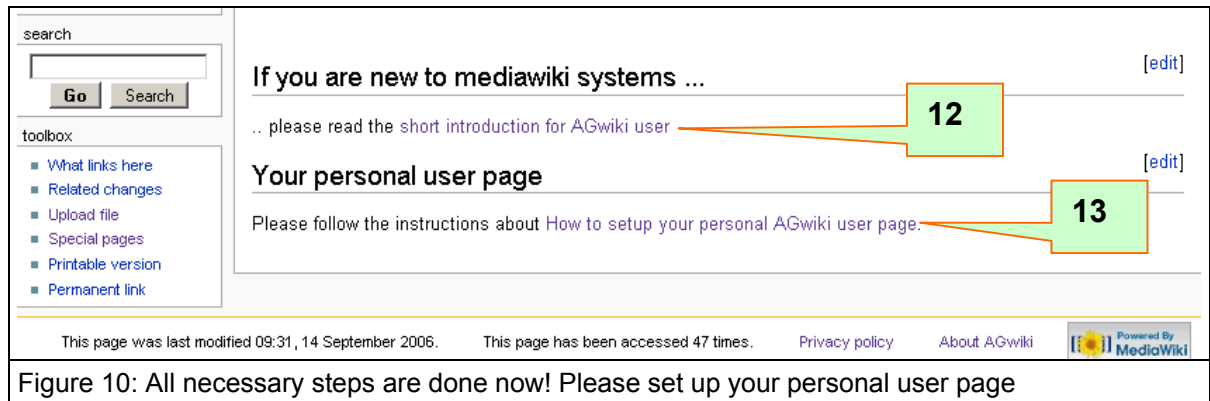 search
Go Search
toolbox
What links here
Related changes
Upload file
Special pages
Printable version
Permanent link
If you are new to mediawiki systems ...
[edit]
.. please read the short introduction for AGwiki user
12
Your personal user page
[edit]
Please follow the instructions about How to setup your personal AGwiki user page.
13
This page was last modified 09:31, 14 September 2006. This page has been accessed 47 times. Privacy policy About AGwiki
Powered By
MediaWiki
Figure 10: All necessary steps are done now! Please set up your personal user page